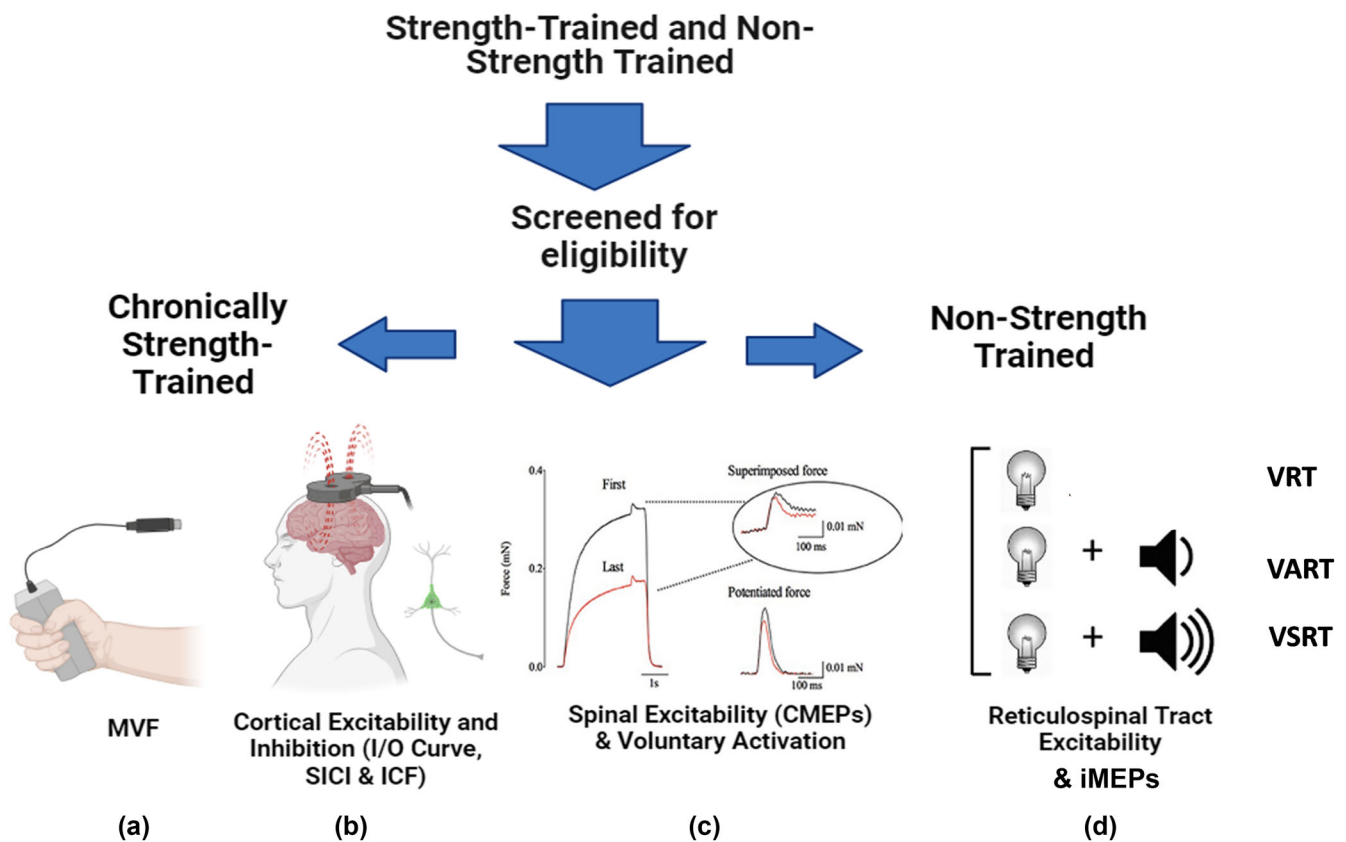 Strength-Trained and Non-
Strength Trained
Screened for
eligibility
Chronically
Strength-
Trained
Non-Strength
Trained
MVF
(a)
Cortical Excitability and
Inhibition (I/O Curve,
SICI & ICF)
(b)
Force (mN)
0.4
0.2
0.0
First
Last
1s
Superimposed force
0.01 mN
100 ms
Potentiated force
0.01 mN
100 ms
Spinal Excitability (CMEPs)
& Voluntary Activation
(c)
VRT
+
VART
+
VSRT
Reticulospinal Tract
Excitability
& iMEPs
(d)